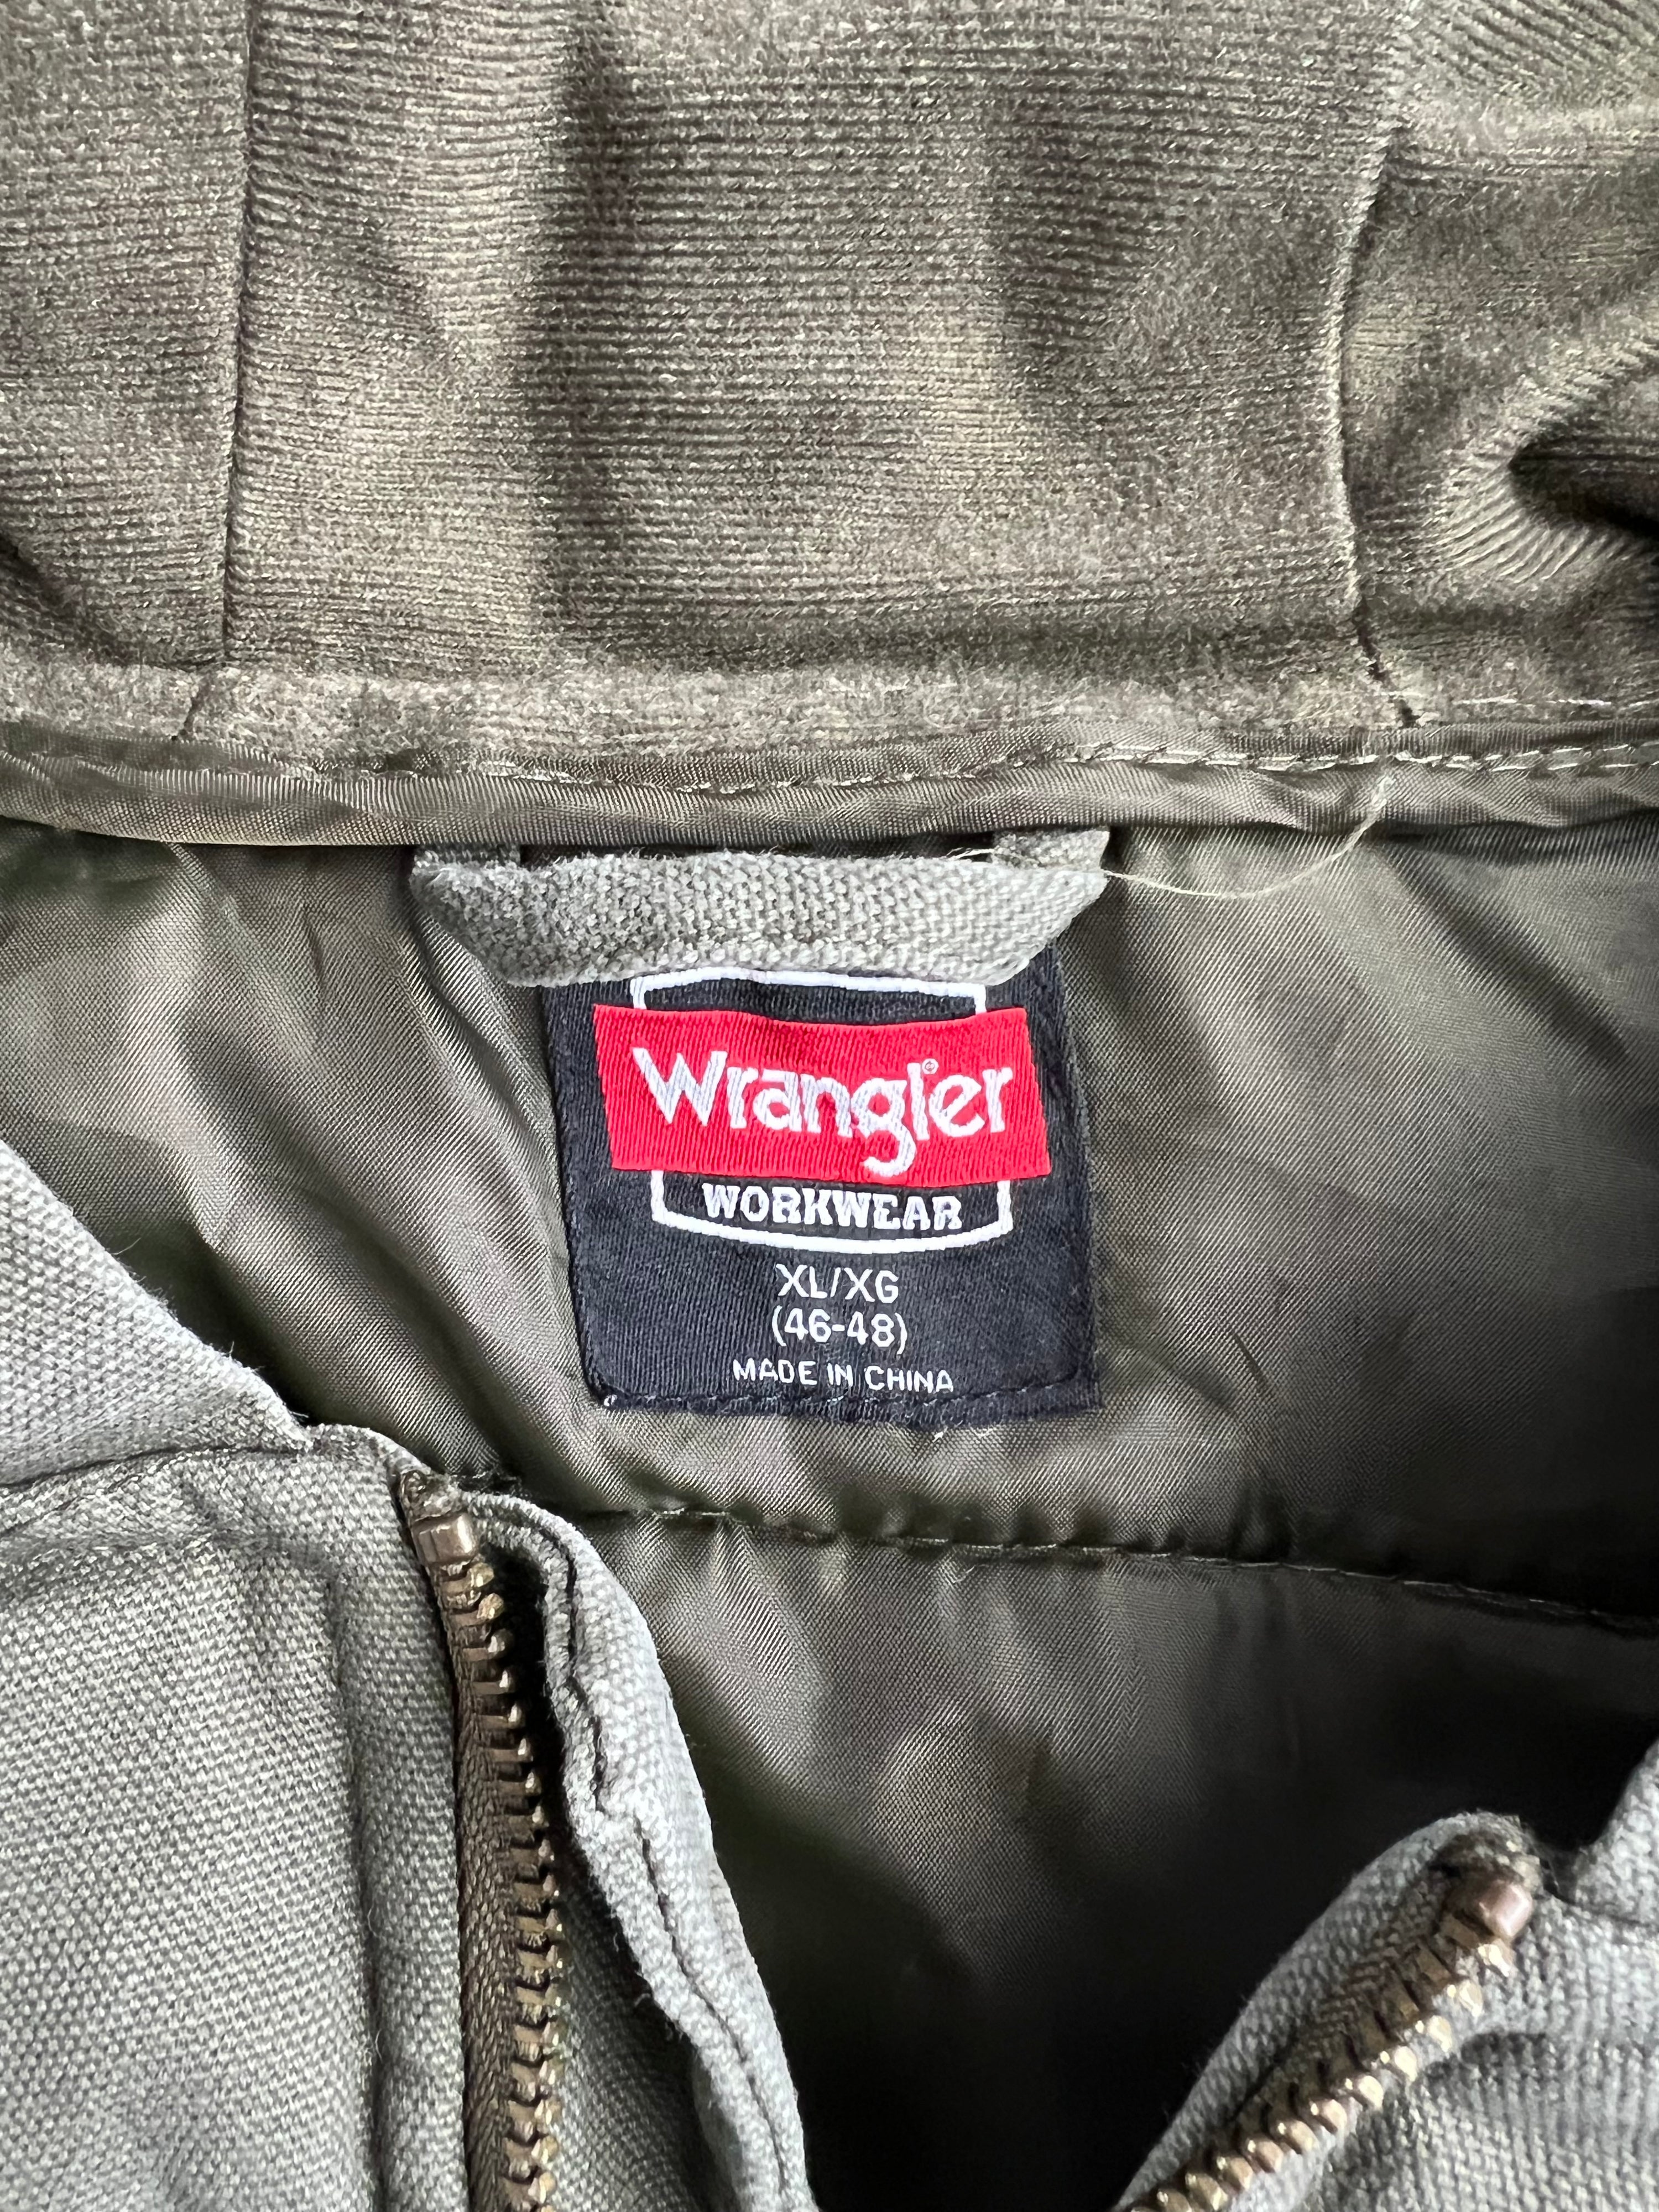 Wrangler®
WORKWEAR
XL/XG
(46-48)
MADE IN CHINA